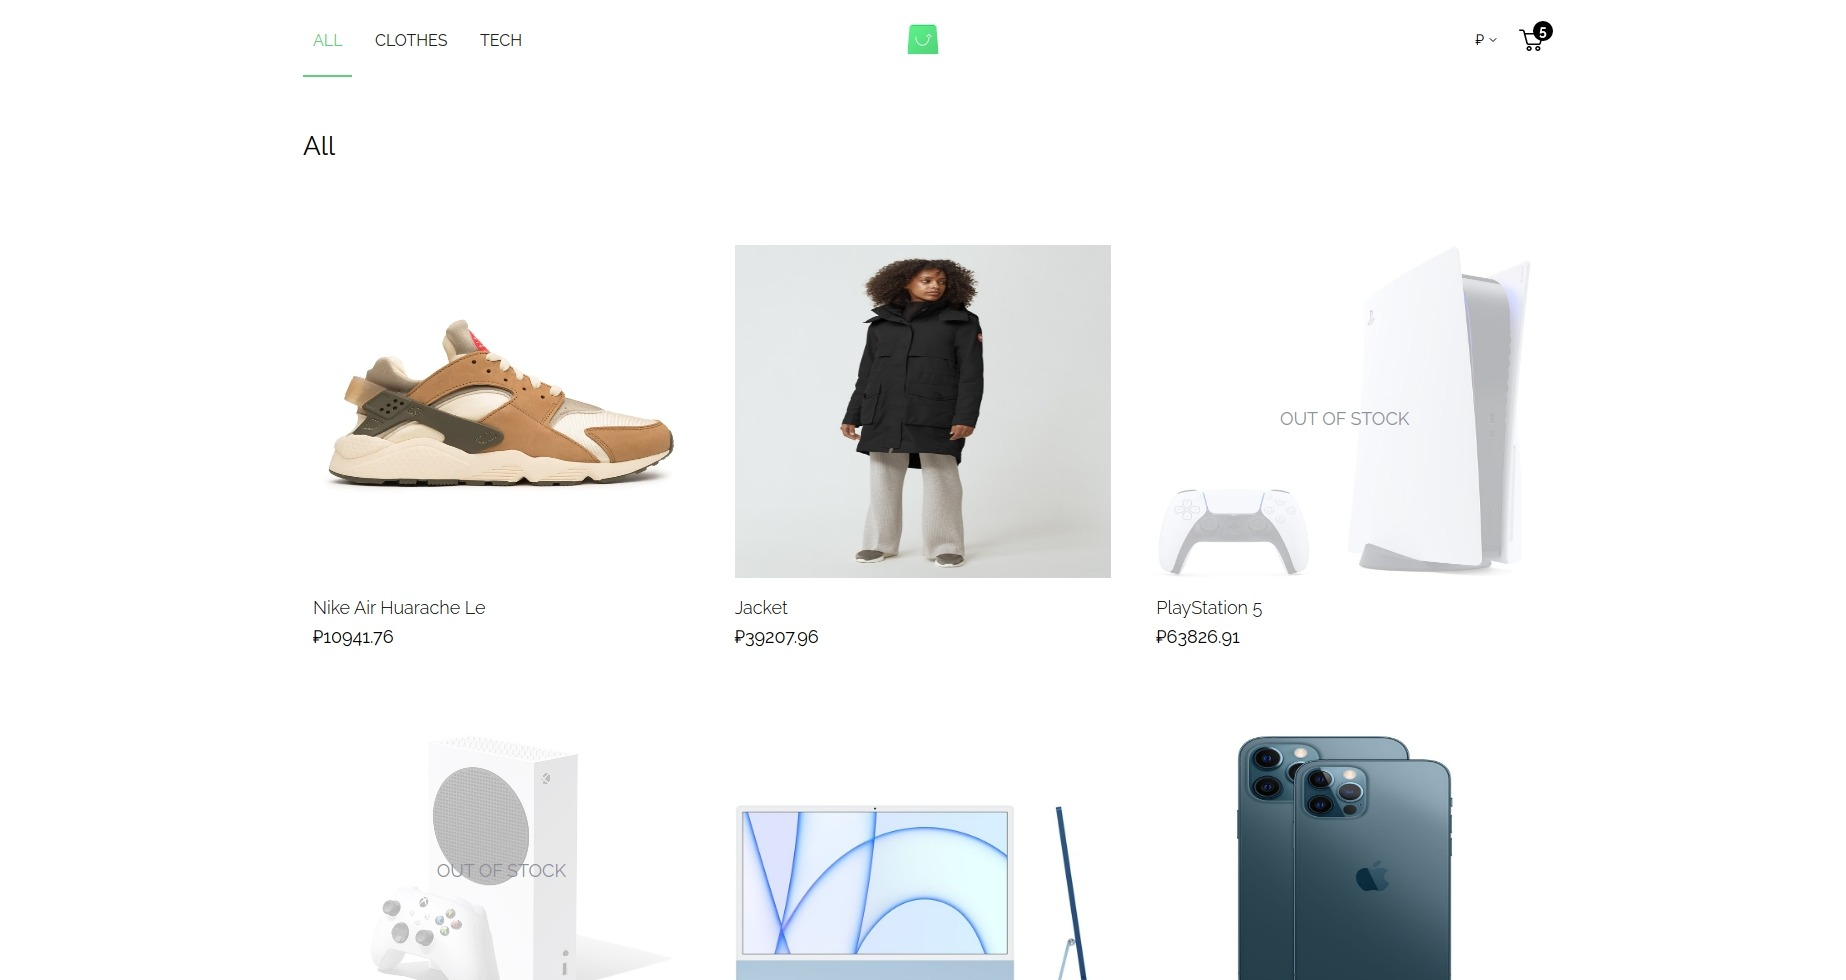 ALL CLOTHES TECH
₽
5
All
OUT OF STOCK
Nike Air Huarache Le
₽10941.76
Jacket
₽39207.96
PlayStation 5
₽63826.91
OUT OF STOCK